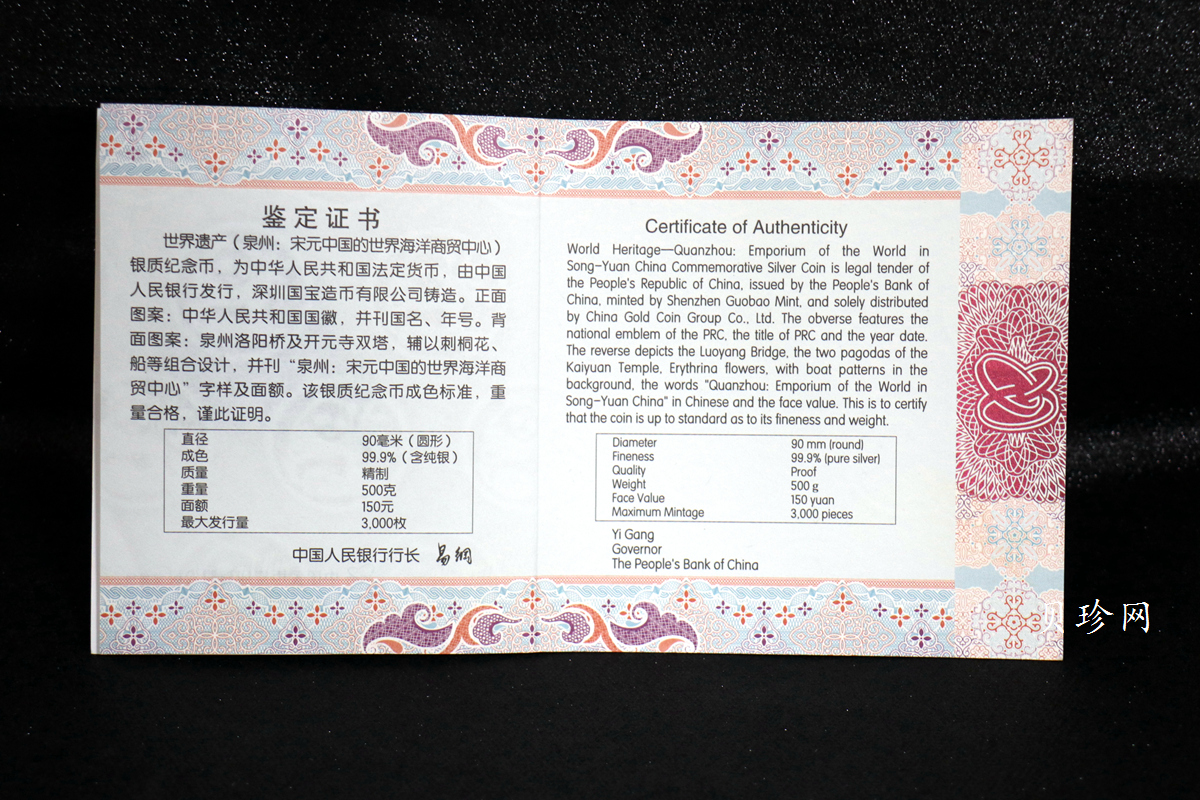 鉴定证书
世界遗产（泉州：宋元中国的世界海洋商贸中心）
银质纪念币，为中华人民共和国法定货币，由中国
人民银行发行，深圳国宝造币有限公司铸造。正面
图案：中华人民共和国国徽，并刊国名、年号。背
面图案：泉州洛阳桥及开元寺双塔，辅以刺桐花、
船等组合设计，并刊“泉州：宋元中国的世界海洋商
贸中心”字样及面额。该银质纪念币成色标准，重
量合格，谨此证明。
直径 90毫米（圆形）
成色 99.9%（含纯银）
质量 精制
重量 500克
面额 150元
最大发行量 3,000枚
中国人民银行行长 易纲
Certificate of Authenticity
World Heritage—Quanzhou: Emporium of the World in
Song-Yuan China Commemorative Silver Coin is legal tender of
the People's Republic of China, issued by the People's Bank of
China, minted by Shenzhen Guobao Mint, and solely distributed
by China Gold Coin Group Co., Ltd. The obverse features the
national emblem of the PRC, the title of PRC and the year date.
The reverse depicts the Luoyang Bridge, the two pagodas of the
Kaiyuan Temple, Erythrina flowers, with boat patterns in the
background, the words "Quanzhou: Emporium of the World in
Song-Yuan China" in Chinese and the face value. This is to certify
that the coin is up to standard as to its fineness and weight.
Diameter 90 mm (round)
Fineness 99.9% (pure silver)
Quality Proof
Weight 500 g
Face Value 150 yuan
Maximum Mintage 3,000 pieces
Yi Gang
Governor
The People's Bank of China
珍网